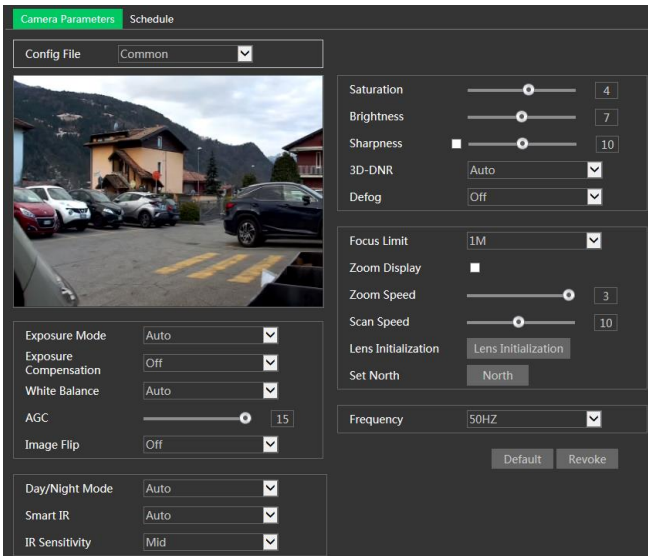 Camera Parameters Schedule
Config File Common
Saturation 4
Brightness 7
Sharpness 10
3D-DNR Auto
Defog Off
Focus Limit 1M
Zoom Display
Zoom Speed 3
Scan Speed 10
Lens Initialization Lens Initialization
Set North North
Exposure Mode Auto
Exposure
Compensation Off
White Balance Auto
AGC 15
Image Flip Off
Frequency 50HZ
Default Revoke
Day/Night Mode Auto
Smart IR Auto
IR Sensitivity Mid